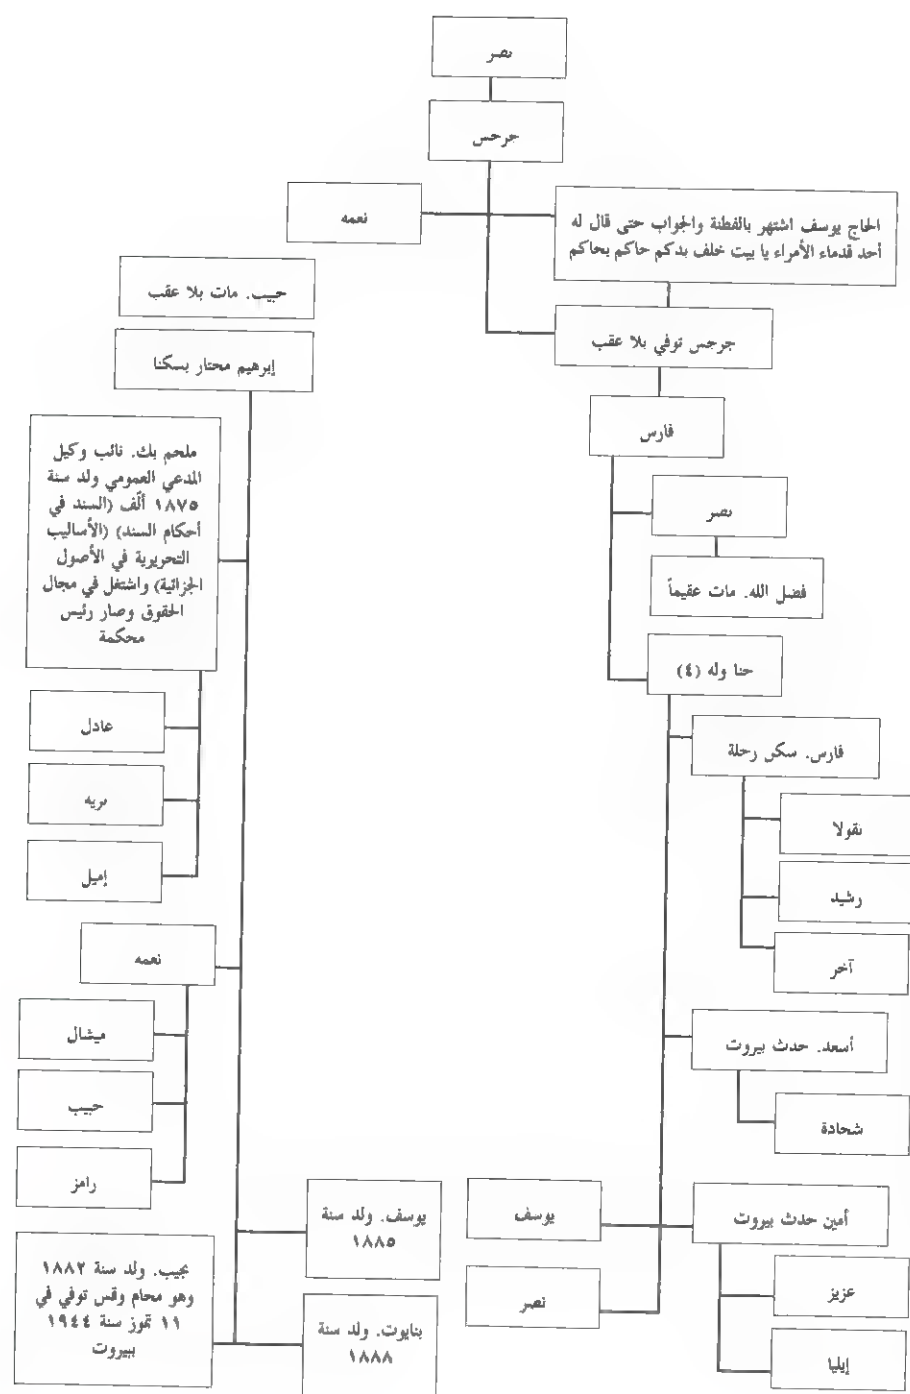 نصر
جرجس
نعمه
الحاج يوسف اشتهر بالفطنة والجواب حتى قال له
أحد قدماء الأمراء يا بيت خلف بدكم حاكم يحاكم
جرجس توفي بلا عقب
فارس
نصر
فضل الله. مات عقيماً
حنا وله (٤)
فارس. سكن زحلة
نقولا
رشيد
آخر
أسعد. حدث بيروت
شحادة
أمين حدث بيروت
عزيز
إيليا
يوسف
نصر
حبيب. مات بلا عقب
إبرهيم مختار بسكنا
ملحم بك. نائب وكيل
المدعي العمومي ولد سنة
١٨٧٥ ألّف (السند في
أحكام السند) (الأساليب
التحريرية في الأصول
الجزائية) واشتغل في مجال
الحقوق وصار رئيس
محكمة
عادل
نزيه
إميل
نعمه
ميشال
حبيب
رامز
يوسف. ولد سنة
١٨٨٥
نجيب. ولد سنة ١٨٨٢
وهو محام وقس توفي في
١١ تموز سنة ١٩٤٤
ببيروت
بنايوت. ولد سنة
١٨٨٨